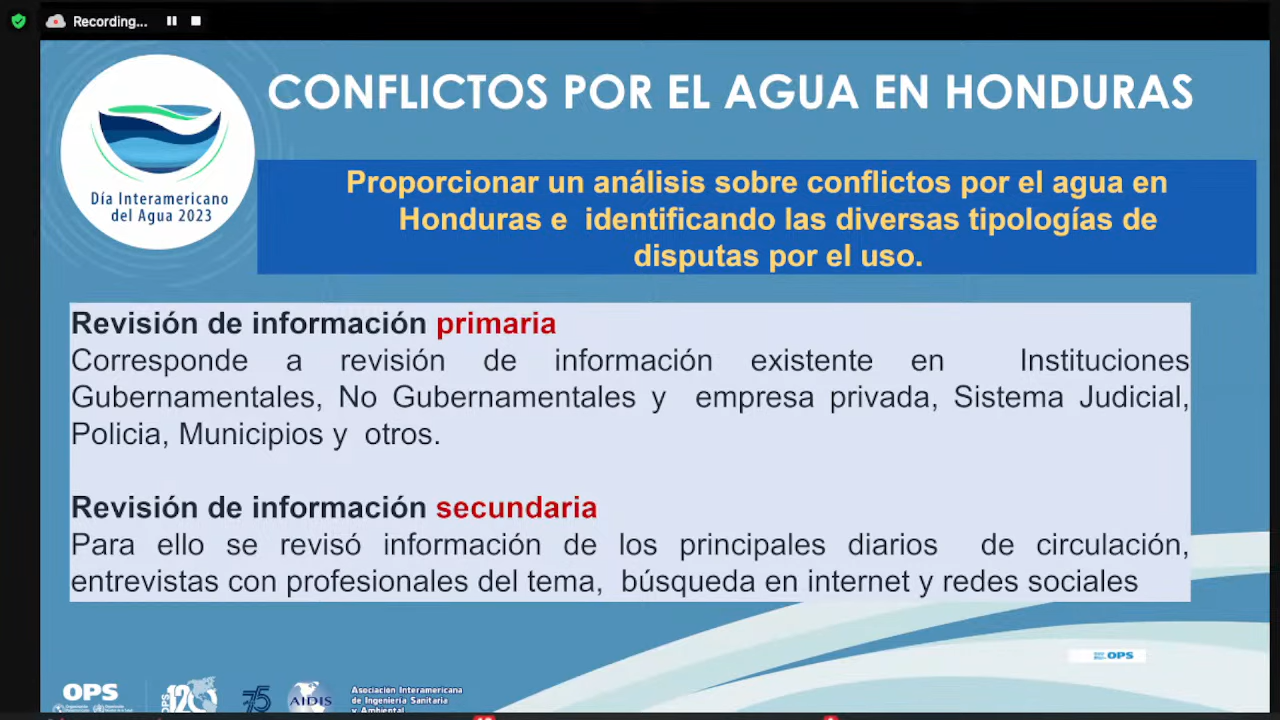 Recording...
CONFLICTOS POR EL AGUA EN HONDURAS
Día Interamericano
del Agua 2023
Proporcionar un análisis sobre conflictos por el agua en
Honduras e identificando las diversas tipologías de
disputas por el uso.
Revisión de información primaria
Corresponde a revisión de información existente en Instituciones
Gubernamentales, No Gubernamentales y empresa privada, Sistema Judicial,
Policia, Municipios y otros.
Revisión de información secundaria
Para ello se revisó información de los principales diarios de circulación,
entrevistas con profesionales del tema, búsqueda en internet y redes sociales
OPS
OPS
OPS 120
75
AIDIS
Asociación Interamericana
de Ingeniería Sanitaria
y Ambiental